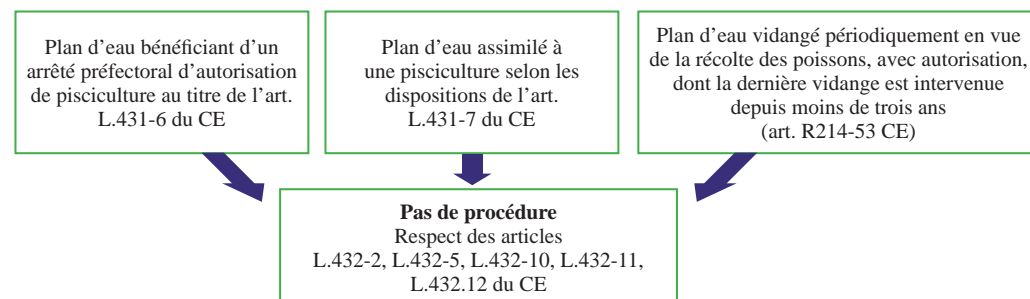 Plan d’eau bénéficiant d’un
arrêté préfectoral d’autorisation
de pisciculture au titre de l’art.
L.431-6 du CE
Plan d’eau assimilé à
une pisciculture selon les
dispositions de l’art.
L.431-7 du CE
Plan d’eau vidangé périodiquement en vue
de la récolte des poissons, avec autorisation,
dont la dernière vidange est intervenue
depuis moins de trois ans
(art. R214-53 CE)
Pas de procédure
Respect des articles
L.432-2, L.432-5, L.432-10, L.432-11,
L.432.12 du CE